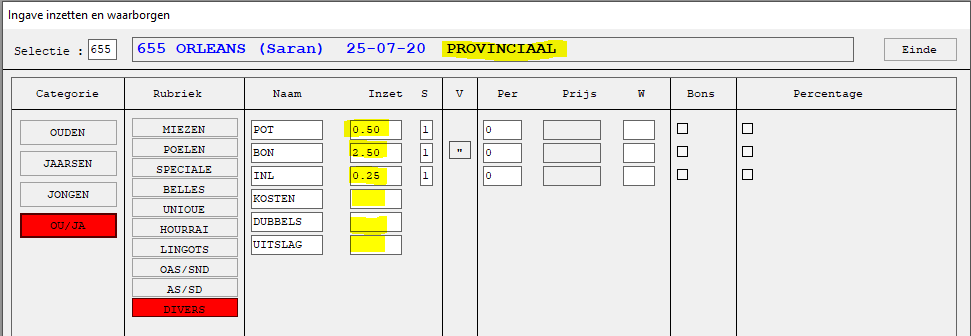 Ingave inzetten en waarborgen
Selectie : 655 655 ORLEANS (Saran) 25-07-20 PROVINCIAAL Einde
Categorie Rubriek Naam Inzet S V Per Prijs W Bons Percentage
OUDEN
JAARSEN
JONGEN
OU/JA
MIEZEN
POELEN
SPECIALE
BELLES
UNIOUE
HOURRAI
LINGOTS
OAS/SND
AS/SD
DIVERS
POT 0.50 1 0
BON 2.50 1 " 0
INL 0.25 1 0
KOSTEN
DUBBELS
UITSLAG